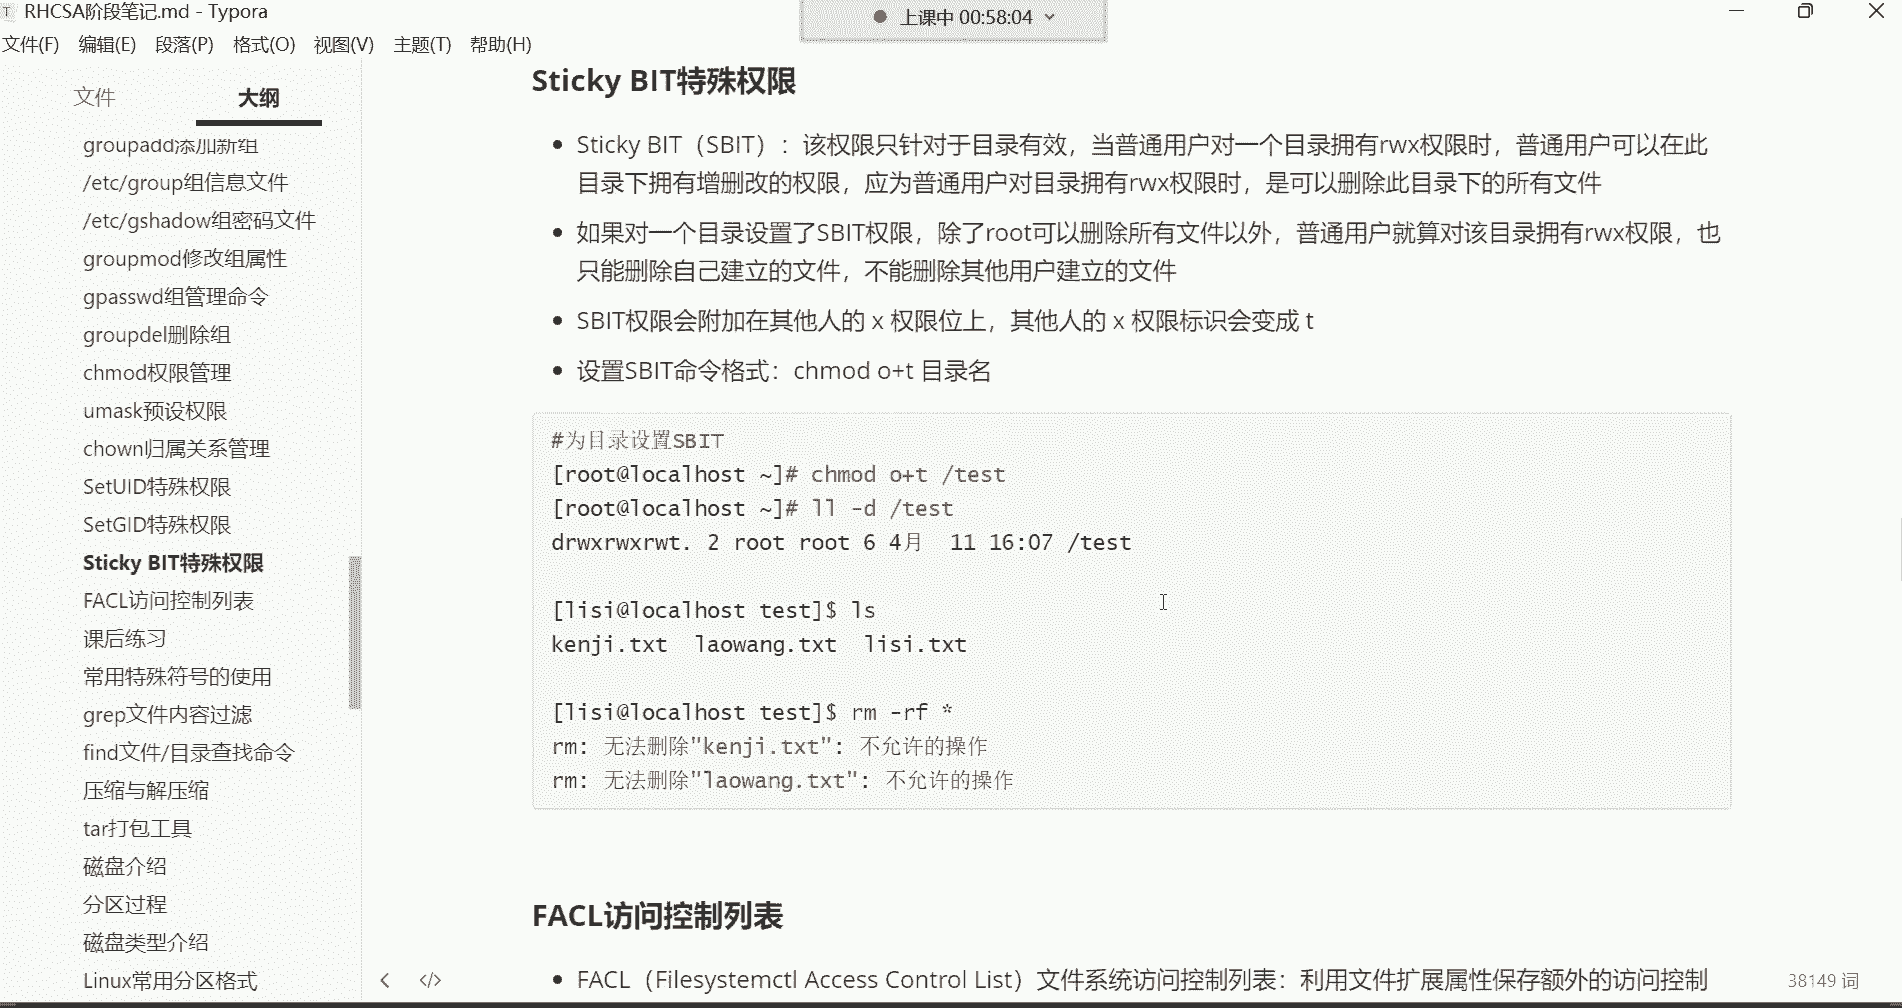 RHCSA阶段笔记.md - Typora
上课中 00:58:04
文件(F) 编辑(E) 段落(P) 格式(O) 视图(V) 主题(T) 帮助(H)
文件 大纲
groupadd添加新组
/etc/group组信息文件
/etc/gshadow组密码文件
groupmod修改组属性
gpasswd组管理命令
groupdel删除组
chmod权限管理
umask预设权限
chown归属关系管理
SetUID特殊权限
SetGID特殊权限
Sticky BIT特殊权限
FACL访问控制列表
课后练习
常用特殊符号的使用
grep文件内容过滤
find文件/目录查找命令
压缩与解压缩
tar打包工具
磁盘介绍
分区过程
磁盘类型介绍
Linux常用分区格式
Sticky BIT特殊权限
Sticky BIT（SBIT）：该权限只针对于目录有效，当普通用户对一个目录拥有rwx权限时，普通用户可以在此
目录下拥有增删改的权限，应为普通用户对目录拥有rwx权限时，是可以删除此目录下的所有文件
如果对一个目录设置了SBIT权限，除了root可以删除所有文件以外，普通用户就算对该目录拥有rwx权限，也
只能删除自己建立的文件，不能删除其他用户建立的文件
SBIT权限会附加在其他人的 x 权限位上，其他人的 x 权限标识会变成 t
设置SBIT命令格式：chmod o+t 目录名
#为目录设置SBIT
[root@localhost ~]# chmod o+t /test
[root@localhost ~]# ll -d /test
drwxrwxrwt. 2 root root 6 4月  11 16:07 /test
[lisi@localhost test]$ ls
kenji.txt  laowang.txt  lisi.txt
[lisi@localhost test]$ rm -rf *
rm: 无法删除"kenji.txt": 不允许的操作
rm: 无法删除"laowang.txt": 不允许的操作
FACL访问控制列表
FACL（Filesystemctl Access Control List）文件系统访问控制列表：利用文件扩展属性保存额外的访问控制
38149 词